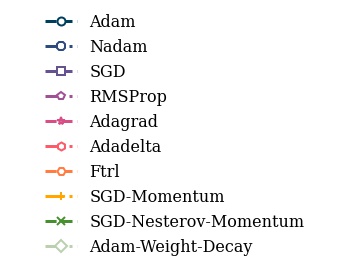 Adam
Nadam
SGD
RMSProp
Adagrad
Adadelta
Ftrl
SGD-Momentum
SGD-Nesterov-Momentum
Adam-Weight-Decay